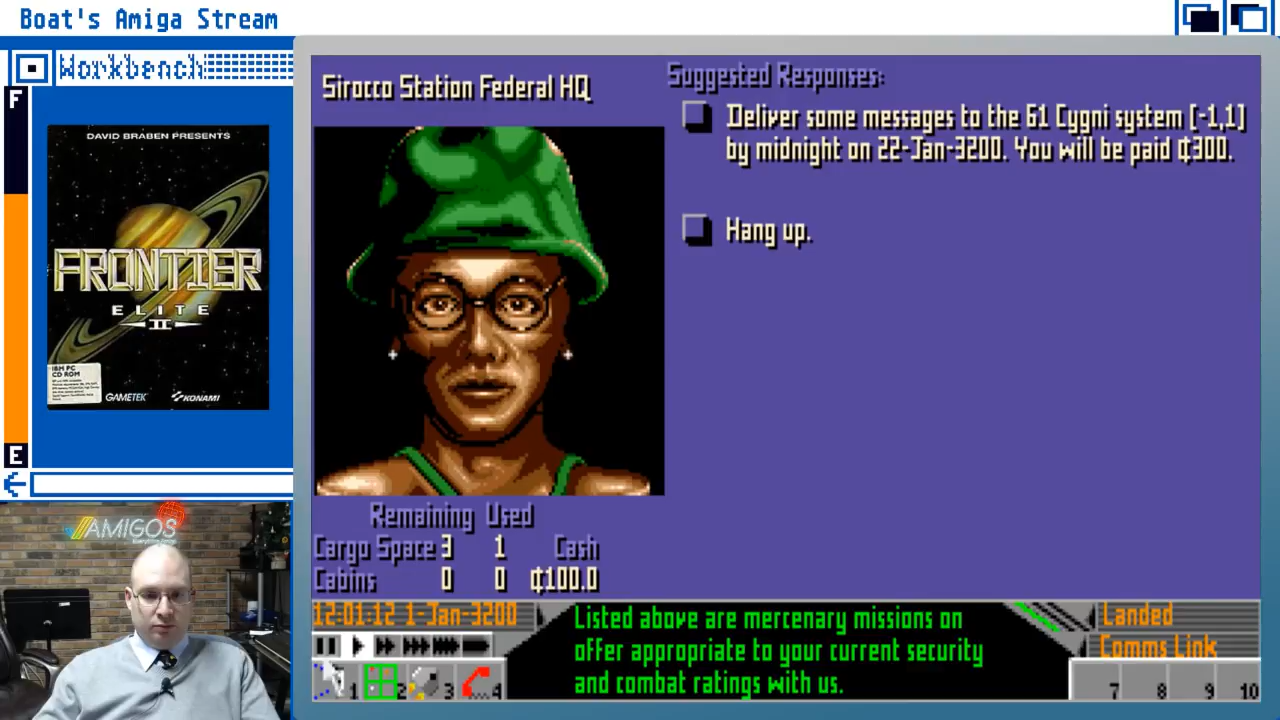 Boat's Amiga Stream
Workbench
F
E
DAVID BRABEN PRESENTS
FRONTIER
ELITE
II
IBM PC
CD ROM
GAMETEK
KONAMI
AMIGOS
Sirocco Station Federal HQ
Suggested Responses:
Deliver some messages to the 61 Cygni system [-1,1]
by midnight on 22-Jan-3200. You will be paid ¢300.
Hang up.
Remaining Used
Cargo Space 3 1 Cash
Cabins 0 0 ¢100.0
12:01:12 1-Jan-3200
Listed above are mercenary missions on
offer appropriate to your current security
and combat ratings with us.
Landed
Comms Link
1 2 3 4
7 8 9 10